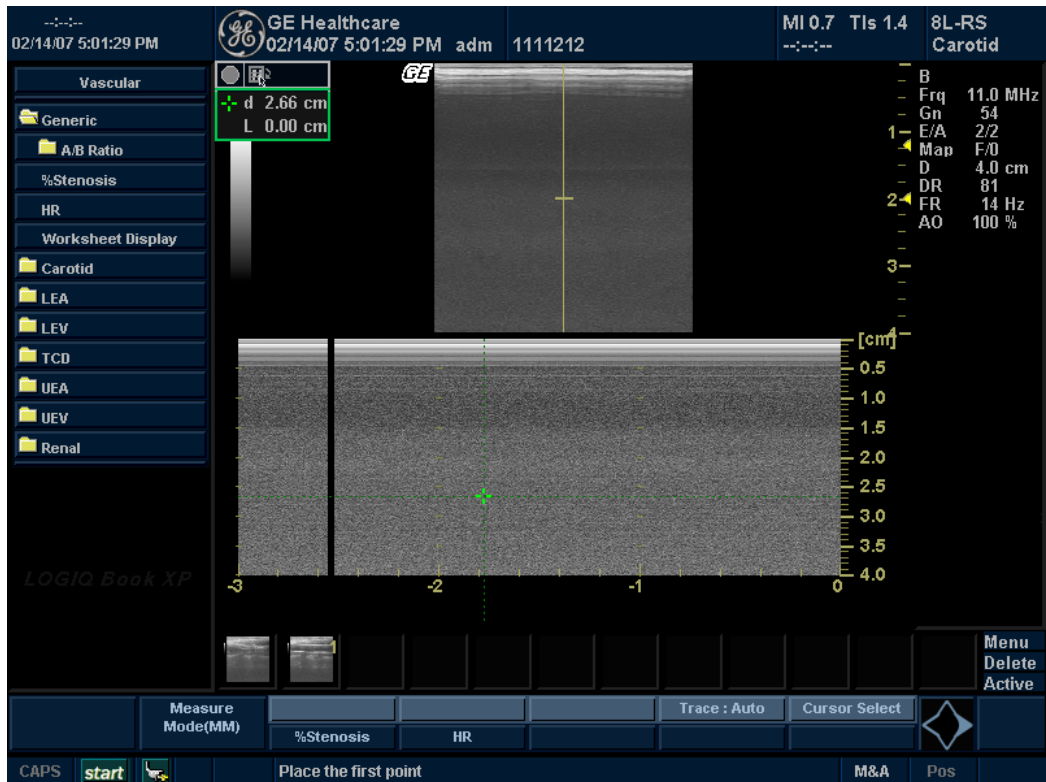 --:--:--
02/14/07 5:01:29 PM
GE Healthcare
02/14/07 5:01:29 PM adm 1111212
MI 0.7 TIs 1.4
--:--:--
8L-RS
Carotid
Vascular
Generic
A/B Ratio
%Stenosis
HR
Worksheet Display
Carotid
LEA
LEV
TCD
UEA
UEV
Renal
LOGIQ Book XP
d 2.66 cm
L 0.00 cm
GE
1
2
3
4
B
Frq 11.0 MHz
Gn 54
E/A 2/2
Map F/0
D 4.0 cm
DR 81
FR 14 Hz
AO 100 %
[cm]
0.5
1.0
1.5
2.0
2.5
3.0
3.5
4.0
-3 -2 -1 0
1
Menu
Delete
Active
Measure
Mode(MM)
Trace : Auto Cursor Select
%Stenosis HR
CAPS start Place the first point M&A Pos